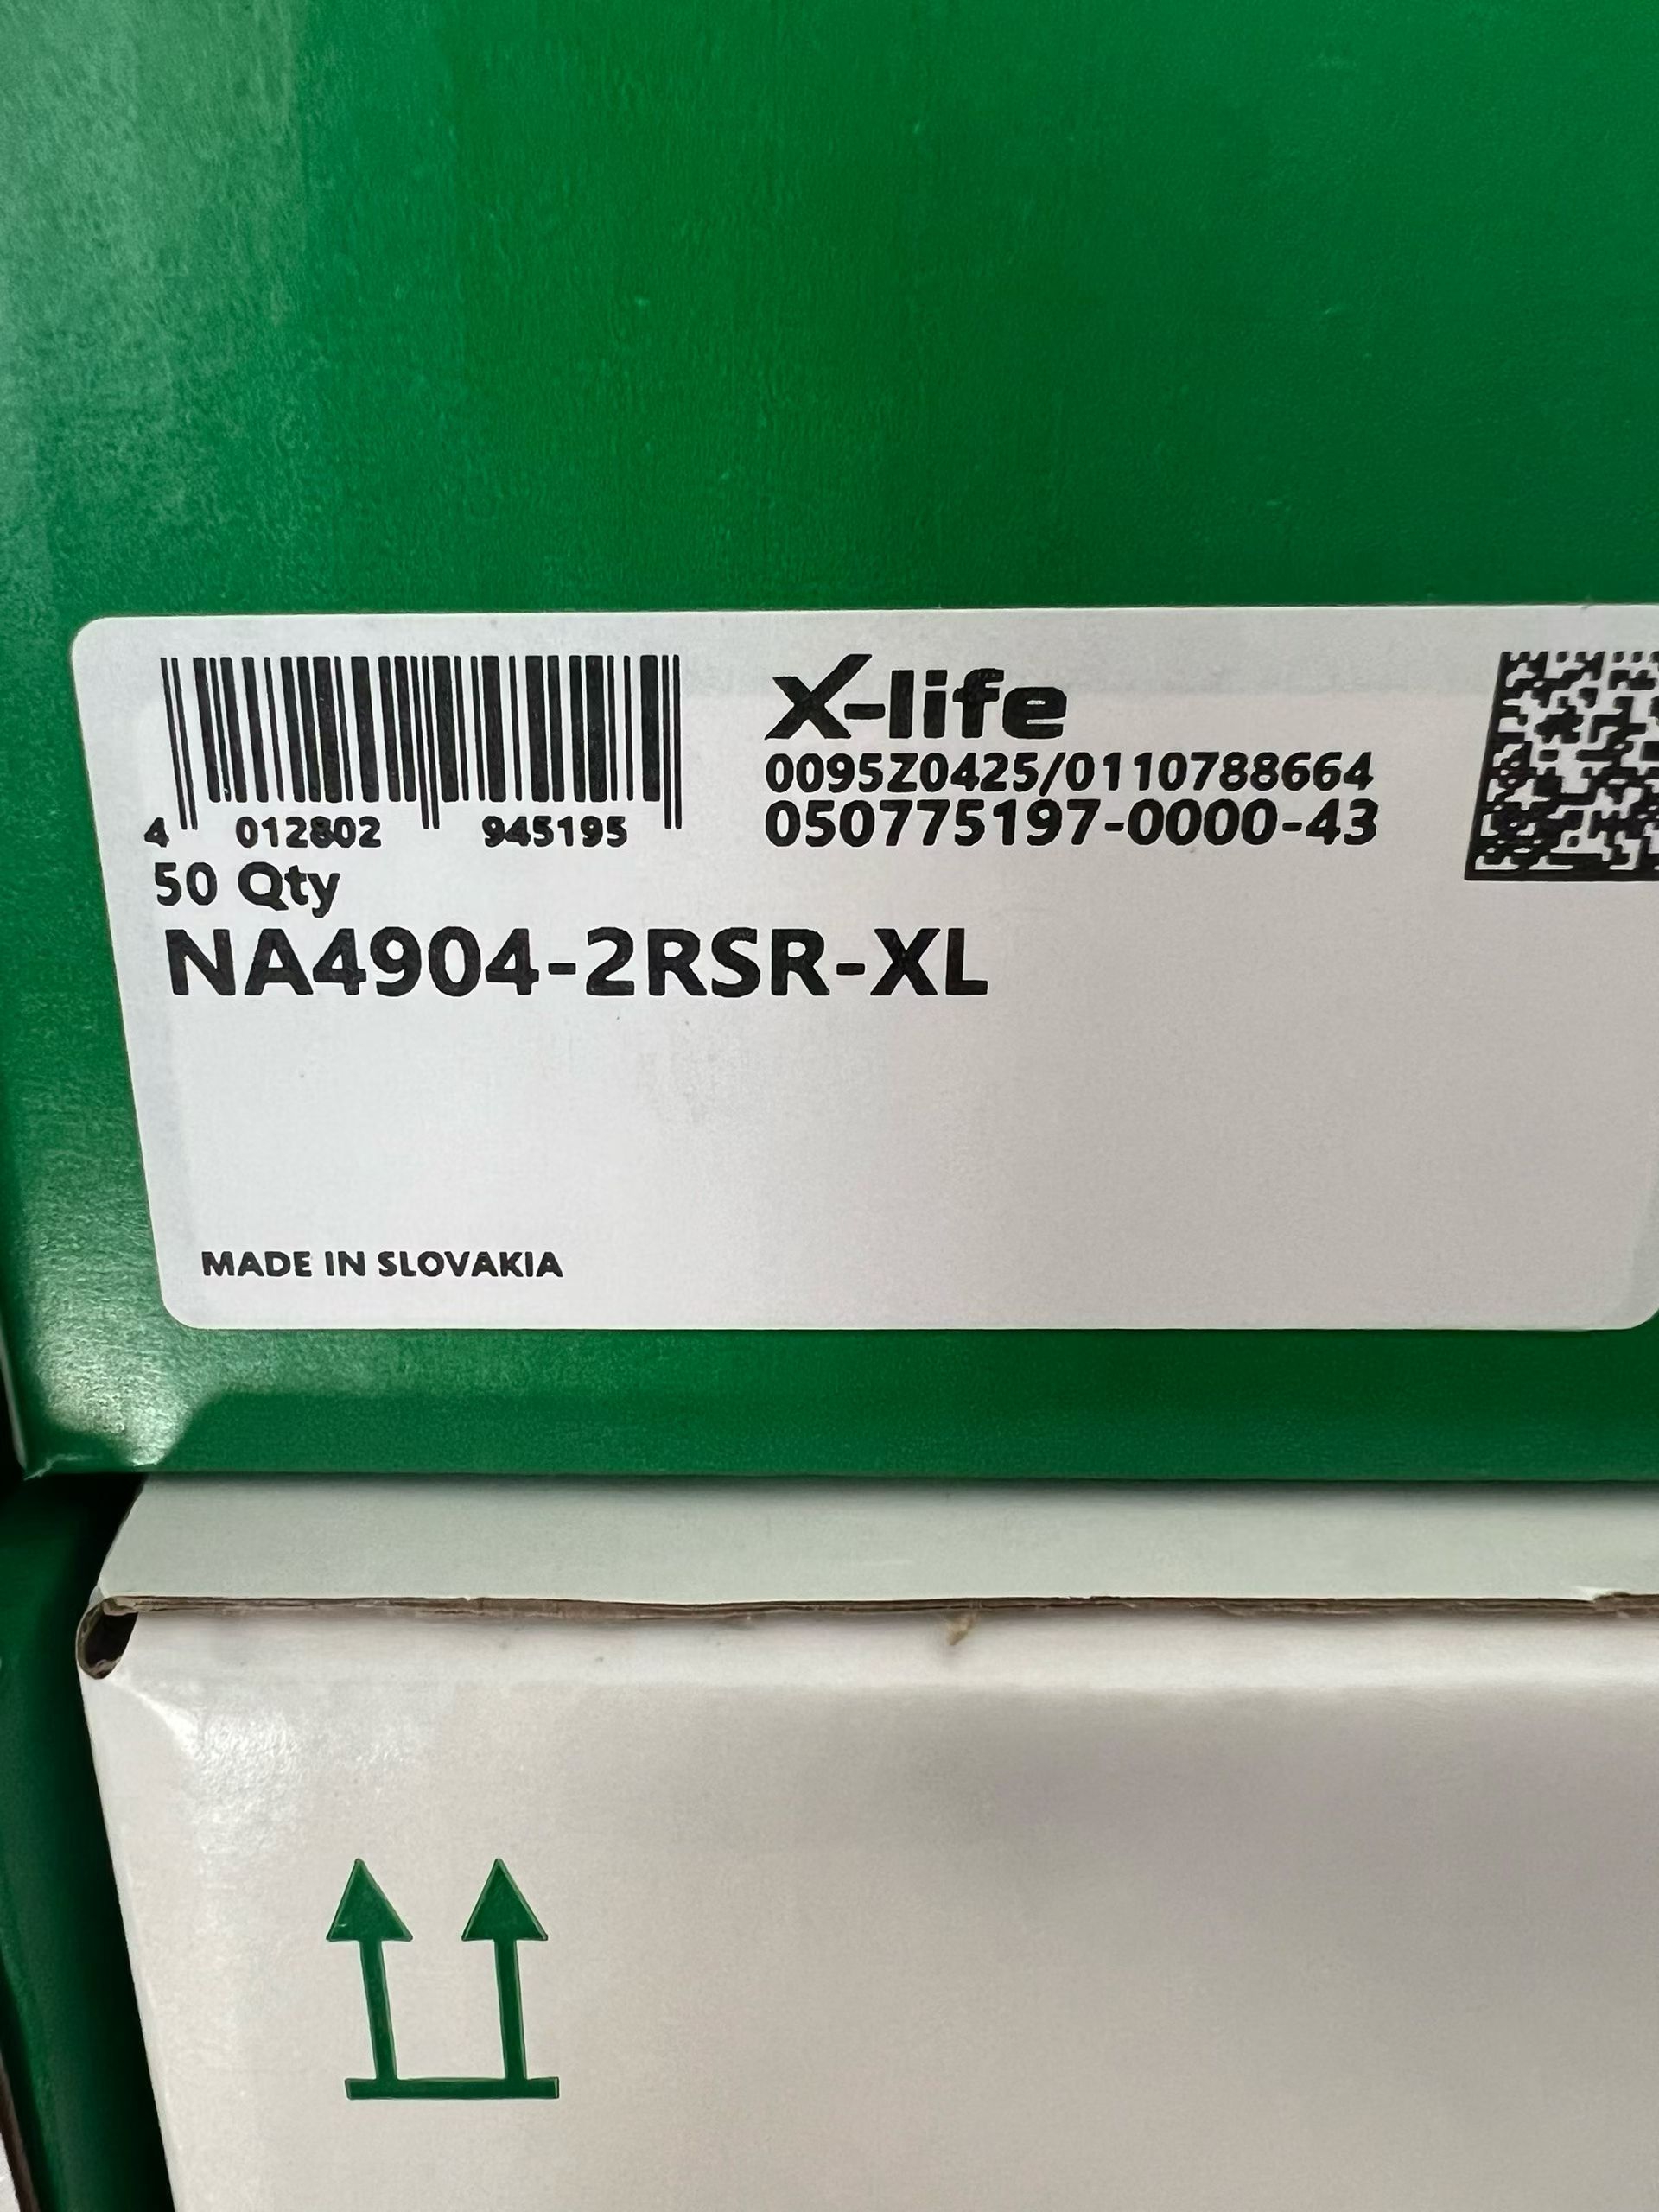 X-life
0095Z0425/0110788664
050775197-0000-43
4 012802 945195
50 Qty
NA4904-2RSR-XL
MADE IN SLOVAKIA